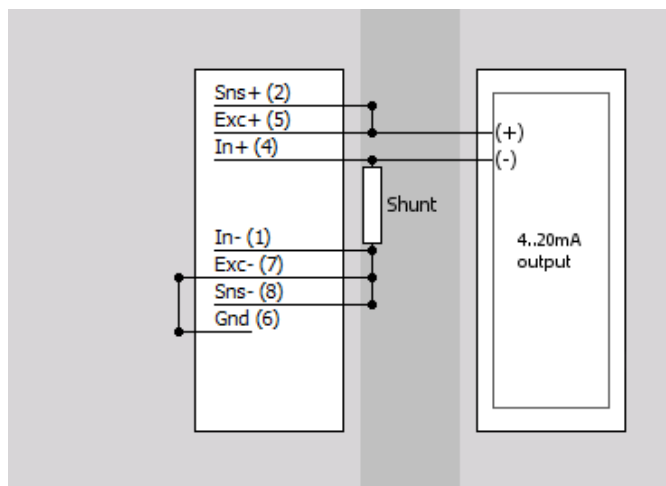 Sns+ (2)
Exc+ (5)
In+ (4)
(+)
(-)
Shunt
In- (1)
Exc- (7)
Sns- (8)
Gnd (6)
4..20mA
output